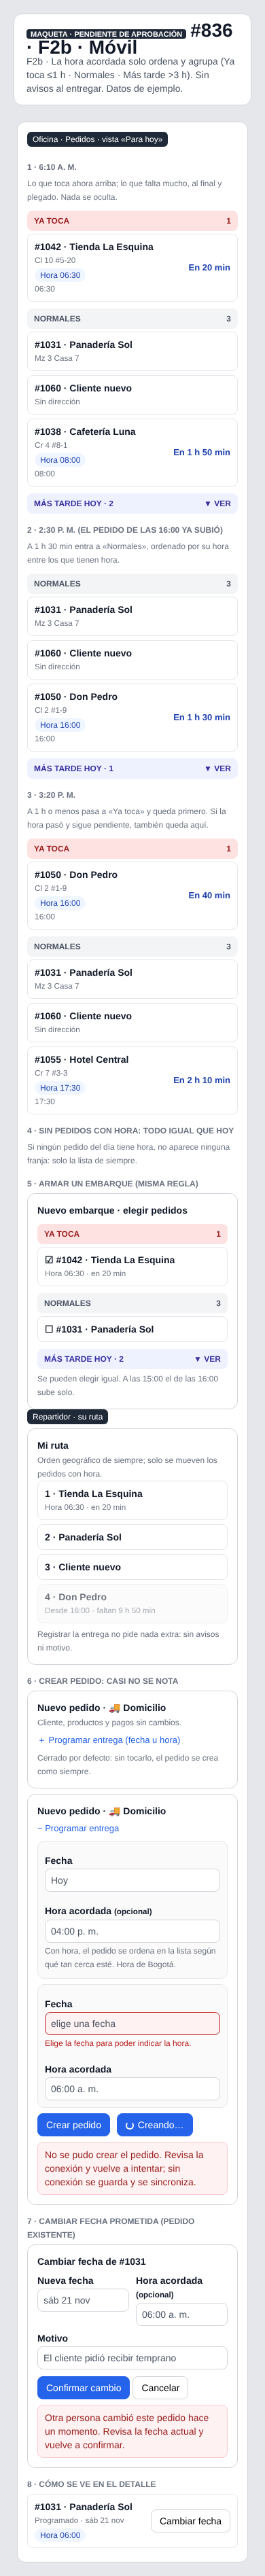 MAQUETA · PENDIENTE DE APROBACIÓN #836
· F2b · Móvil
F2b · La hora acordada solo ordena y agrupa (Ya
toca ≤1 h · Normales · Más tarde >3 h). Sin
avisos al entregar. Datos de ejemplo.
Oficina · Pedidos · vista «Para hoy»
1 · 6:10 A. M.
Lo que toca ahora arriba; lo que falta mucho, al final y
plegado. Nada se oculta.
YA TOCA 1
#1042 · Tienda La Esquina
Cl 10 #5-20
Hora 06:30
06:30
En 20 min
NORMALES 3
#1031 · Panadería Sol
Mz 3 Casa 7
#1060 · Cliente nuevo
Sin dirección
#1038 · Cafetería Luna
Cr 4 #8-1
Hora 08:00
08:00
En 1 h 50 min
MÁS TARDE HOY · 2 ▼ VER
2 · 2:30 P. M. (EL PEDIDO DE LAS 16:00 YA SUBIÓ)
A 1 h 30 min entra a «Normales», ordenado por su hora
entre los que tienen hora.
NORMALES 3
#1031 · Panadería Sol
Mz 3 Casa 7
#1060 · Cliente nuevo
Sin dirección
#1050 · Don Pedro
Cl 2 #1-9
Hora 16:00
16:00
En 1 h 30 min
MÁS TARDE HOY · 1 ▼ VER
3 · 3:20 P. M.
A 1 h o menos pasa a «Ya toca» y queda primero. Si la
hora pasó y sigue pendiente, también queda aquí.
YA TOCA 1
#1050 · Don Pedro
Cl 2 #1-9
Hora 16:00
16:00
En 40 min
NORMALES 3
#1031 · Panadería Sol
Mz 3 Casa 7
#1060 · Cliente nuevo
Sin dirección
#1055 · Hotel Central
Cr 7 #3-3
Hora 17:30
17:30
En 2 h 10 min
4 · SIN PEDIDOS CON HORA: TODO IGUAL QUE HOY
Si ningún pedido del día tiene hora, no aparece ninguna
franja: solo la lista de siempre.
5 · ARMAR UN EMBARQUE (MISMA REGLA)
Nuevo embarque · elegir pedidos
YA TOCA 1
☑ #1042 · Tienda La Esquina
Hora 06:30 · en 20 min
NORMALES 3
☐ #1031 · Panadería Sol
MÁS TARDE HOY · 2 ▼ VER
Se pueden elegir igual. A las 15:00 el de las 16:00
sube solo.
Repartidor · su ruta
Mi ruta
Orden geográfico de siempre; solo se mueven los
pedidos con hora.
1 · Tienda La Esquina
Hora 06:30 · en 20 min
2 · Panadería Sol
3 · Cliente nuevo
4 · Don Pedro
Desde 16:00 · faltan 9 h 50 min
Registrar la entrega no pide nada extra: sin avisos
ni motivo.
6 · CREAR PEDIDO: CASI NO SE NOTA
Nuevo pedido · 🚚 Domicilio
Cliente, productos y pagos sin cambios.
＋ Programar entrega (fecha u hora)
Cerrado por defecto: sin tocarlo, el pedido se crea
como siempre.
Nuevo pedido · 🚚 Domicilio
− Programar entrega
Fecha
Hoy
Hora acordada (opcional)
04:00 p. m.
Con hora, el pedido se ordena en la lista según
qué tan cerca esté. Hora de Bogotá.
Fecha
elige una fecha
Elige la fecha para poder indicar la hora.
Hora acordada
06:00 a. m.
Crear pedido
Creando…
No se pudo crear el pedido. Revisa la
conexión y vuelve a intentar; sin
conexión se guarda y se sincroniza.
7 · CAMBIAR FECHA PROMETIDA (PEDIDO
EXISTENTE)
Cambiar fecha de #1031
Nueva fecha
sáb 21 nov
Hora acordada
(opcional)
06:00 a. m.
Motivo
El cliente pidió recibir temprano
Confirmar cambio
Cancelar
Otra persona cambió este pedido hace
un momento. Revisa la fecha actual y
vuelve a confirmar.
8 · CÓMO SE VE EN EL DETALLE
#1031 · Panadería Sol
Programado · sáb 21 nov
Hora 06:00
Cambiar fecha